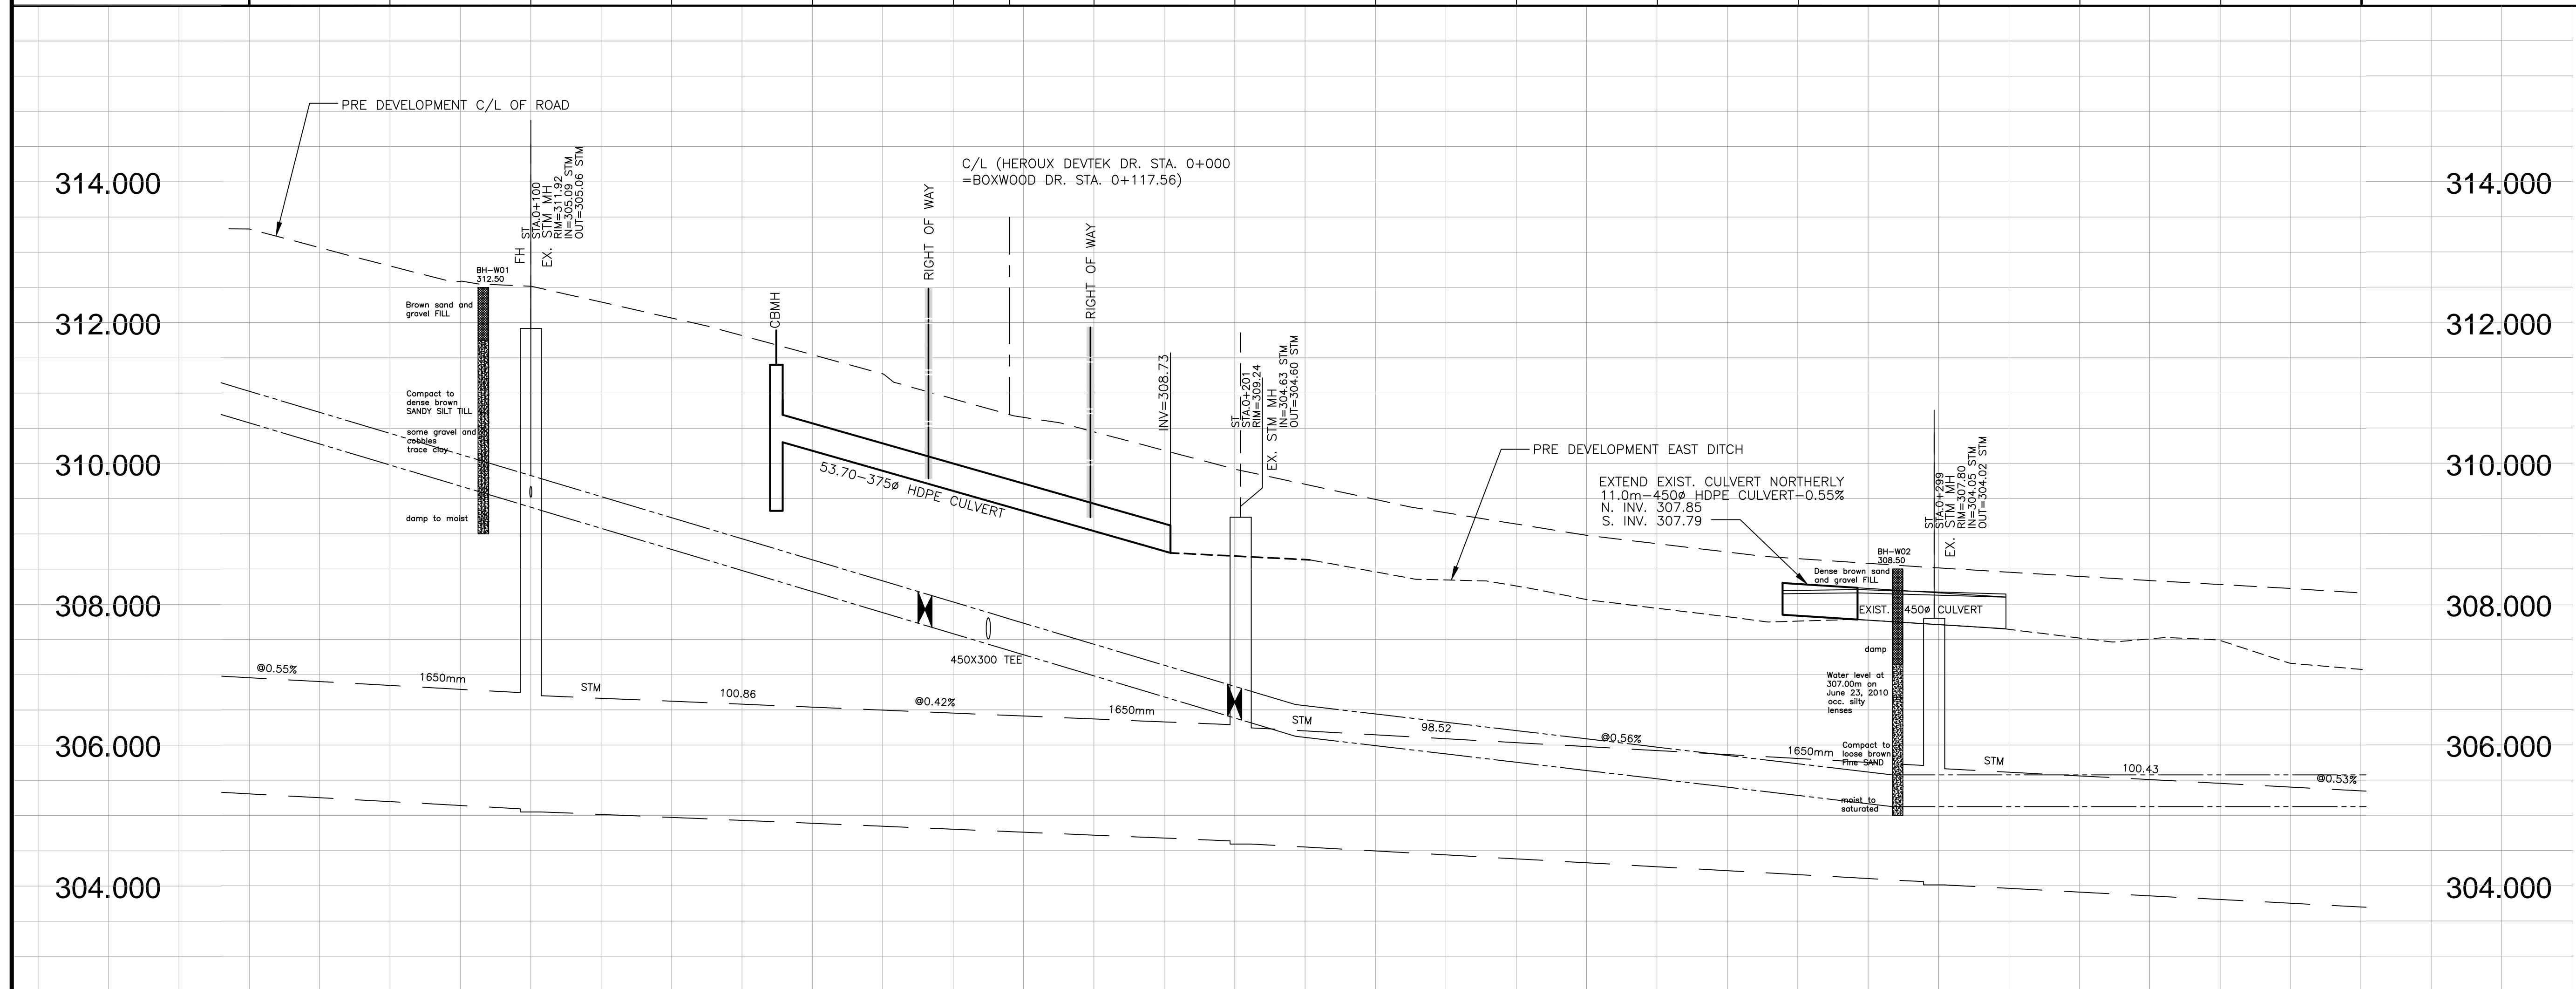 PRE DEVELOPMENT C/L OF ROAD
314.000
312.000
310.000
308.000
306.000
304.000
BH-W01
312.50
Brown sand and
gravel FILL
Compact to
dense brown
SANDY SILT TILL
some gravel and
cobbles
trace clay
damp to moist
FH
ST
STA.0+100
EX. STM MH
RIM=311.92
IN=305.09 STM
OUT=305.06 STM
CBMH
53.70-375ø HDPE CULVERT
RIGHT OF WAY
C/L (HEROUX DEVTEK DR. STA. 0+000
=BOXWOOD DR. STA. 0+117.56)
RIGHT OF WAY
INV=308.73
ST
STA.0+201
RIM=309.24
EX. STM MH
IN=304.63 STM
OUT=304.60 STM
PRE DEVELOPMENT EAST DITCH
EXTEND EXIST. CULVERT NORTHERLY
11.0m-450ø HDPE CULVERT-0.55%
N. INV. 307.85
S. INV. 307.79
BH-W02
308.50
Dense brown sand
and gravel FILL
EXIST. 450ø CULVERT
damp
Water level at
307.00m on
June 23, 2010
occ. silty
lenses
Compact to
loose brown
Fine SAND
moist to
saturated
ST
STA.0+299
EX. STM MH
RIM=307.80
IN=304.05 STM
OUT=304.02 STM
450X300 TEE
@0.55%
1650mm
STM
100.86
@0.42%
1650mm
STM
98.52
@0.56%
1650mm
STM
100.43
@0.53%
314.000
312.000
310.000
308.000
306.000
304.000